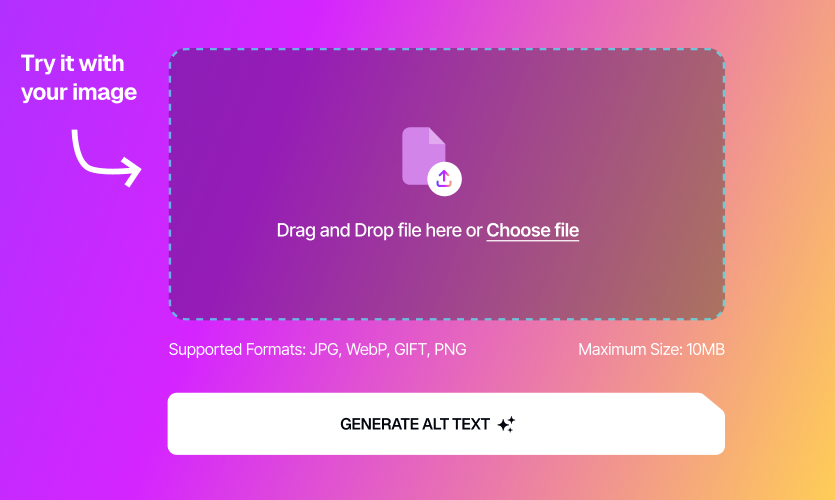 Try it with
your image
Drag and Drop file here or Choose file
Supported Formats: JPG, WebP, GIFT, PNG
Maximum Size: 10MB
GENERATE ALT TEXT